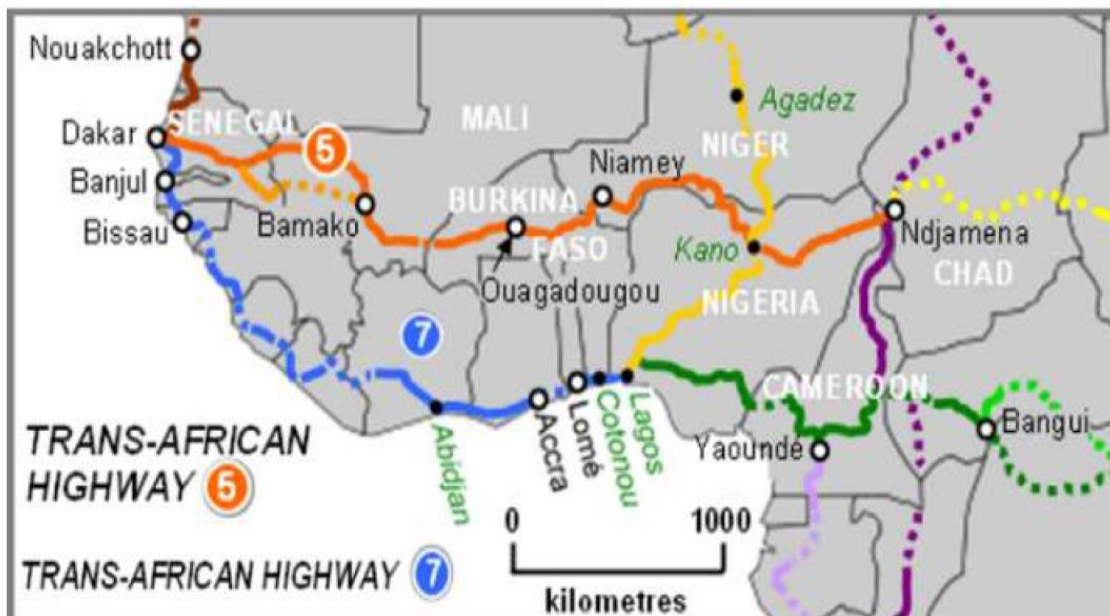 Nouakchott
Dakar
SENEGAL
5
MALI
Agadez
NIGER
Niamey
Banjul
Bissau
Bamako
BURKINA
FASO
Ouagadougou
Kano
NIGERIA
Ndjamena
CHAD
7
CAMEROON
Bangui
Yaoundé
Abidjan
Accra
Lomé
Cotonou
Lagos
TRANS-AFRICAN
HIGHWAY 5
TRANS-AFRICAN HIGHWAY 7
0 1000
kilometres